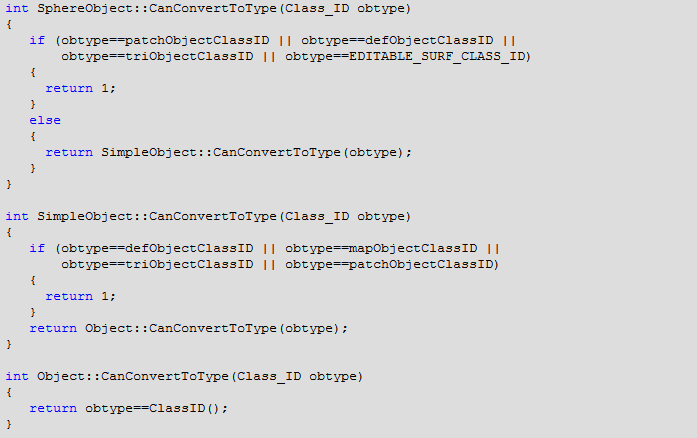 int SphereObject::CanConvertToType(Class_ID obtype)
{
   if (obtype==patchObjectClassID || obtype==defObjectClassID ||
       obtype==triObjectClassID || obtype==EDITABLE_SURF_CLASS_ID)
   {
     return 1;
   }
   else
   {
     return SimpleObject::CanConvertToType(obtype);
   }
}

int SimpleObject::CanConvertToType(Class_ID obtype)
{
   if (obtype==defObjectClassID || obtype==mapObjectClassID ||
       obtype==triObjectClassID || obtype==patchObjectClassID)
   {
     return 1;
   }
   return Object::CanConvertToType(obtype);
}

int Object::CanConvertToType(Class_ID obtype)
{
   return obtype==ClassID();
}